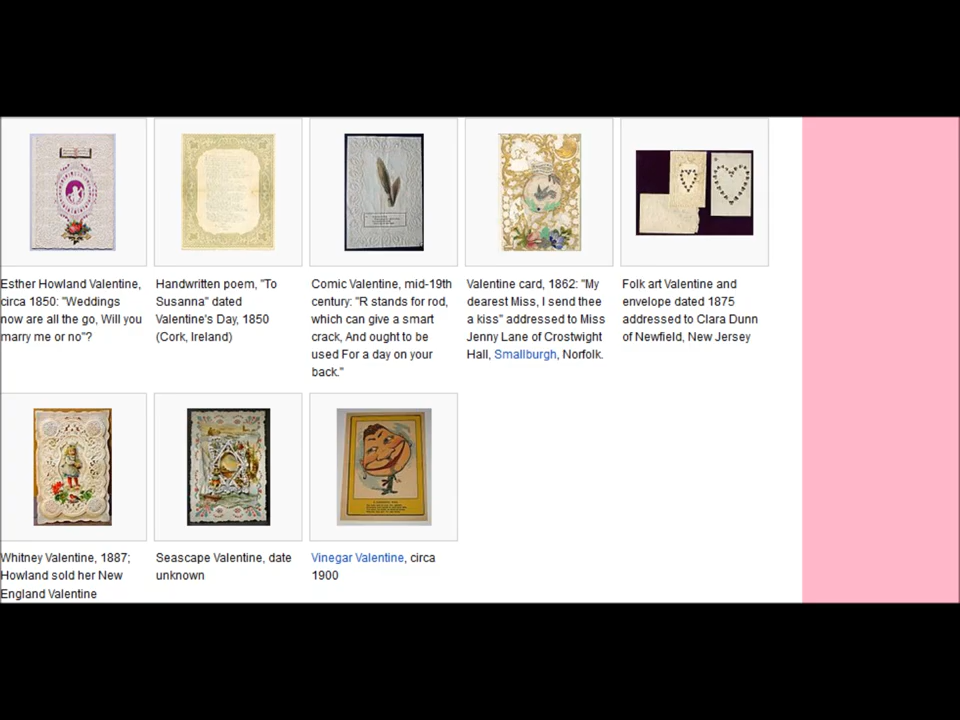 Esther Howland Valentine,
circa 1850: "Weddings
now are all the go, Will you
marry me or no"?
Handwritten poem, "To
Susanna" dated
Valentine's Day, 1850
(Cork, Ireland)
Comic Valentine, mid-19th
century: "R stands for rod,
which can give a smart
crack, And ought to be
used For a day on your
back."
Valentine card, 1862: "My
dearest Miss, I send thee
a kiss" addressed to Miss
Jenny Lane of Crostwight
Hall, Smallburgh, Norfolk.
Folk art Valentine and
envelope dated 1875
addressed to Clara Dunn
of Newfield, New Jersey
Whitney Valentine, 1887;
Howland sold her New
England Valentine
Seascape Valentine, date
unknown
Vinegar Valentine, circa
1900